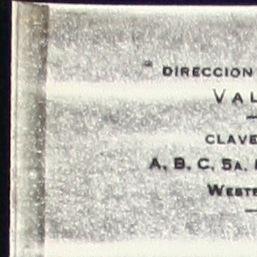 " DIRECCION
VAL
CLAVE
A, B, C, 5A.
WESTE